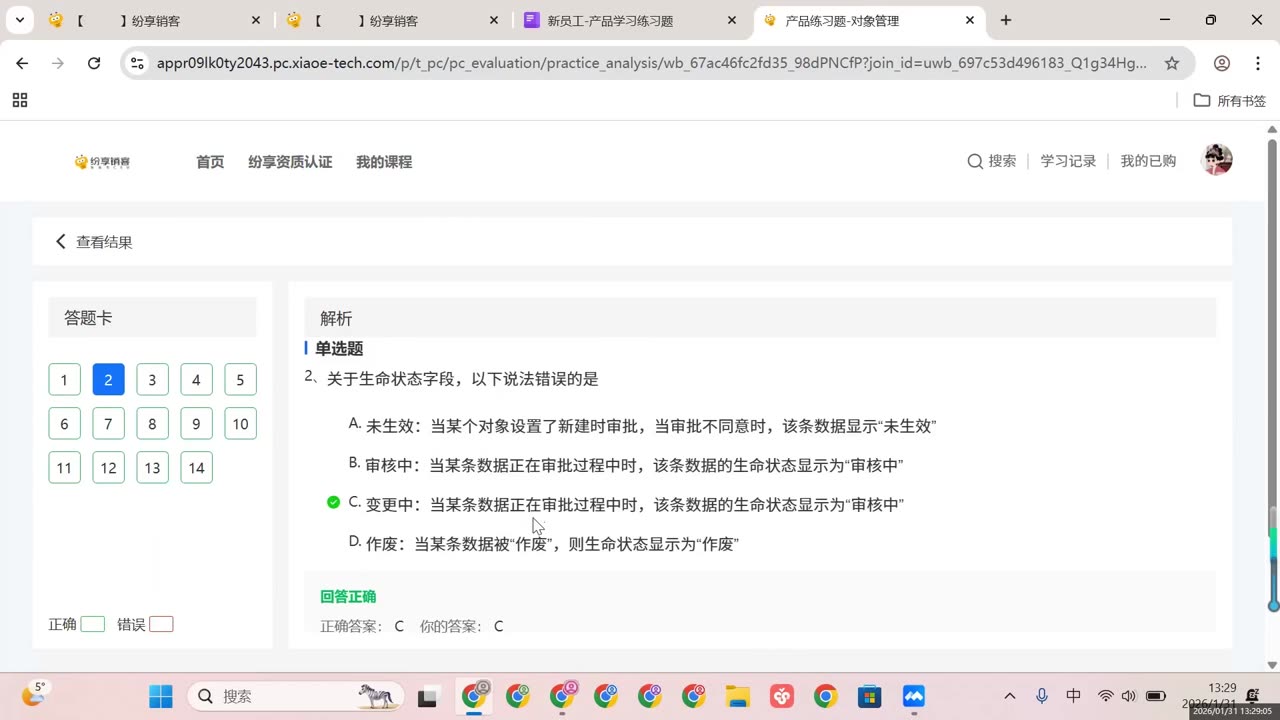 【 】纷享销客
【 】纷享销客
新员工-产品学习练习题
产品练习题-对象管理
appr09lk0ty2043.pc.xiaoe-tech.com/p/t_pc/pc_evaluation/practice_analysis/wb_67ac46fc2fd35_98dPNCfP?join_id=uwb_697c53d496183_Q1g34Hg...
所有书签
纷享销客
首页
纷享资质认证
我的课程
搜索
学习记录
我的已购
查看结果
答题卡
1 2 3 4 5
6 7 8 9 10
11 12 13 14
正确 错误
解析
单选题
2、关于生命状态字段，以下说法错误的是
A. 未生效：当某个对象设置了新建时审批，当审批不同意时，该条数据显示“未生效”
B. 审核中：当某条数据正在审批过程中时，该条数据的生命状态显示为“审核中”
C. 变更中：当某条数据正在审批过程中时，该条数据的生命状态显示为“审核中”
D. 作废：当某条数据被“作废”，则生命状态显示为“作废”
回答正确
正确答案： C 你的答案： C
5°
搜索
中
13:29
2026/1/31
2026/01/31 13:29:05